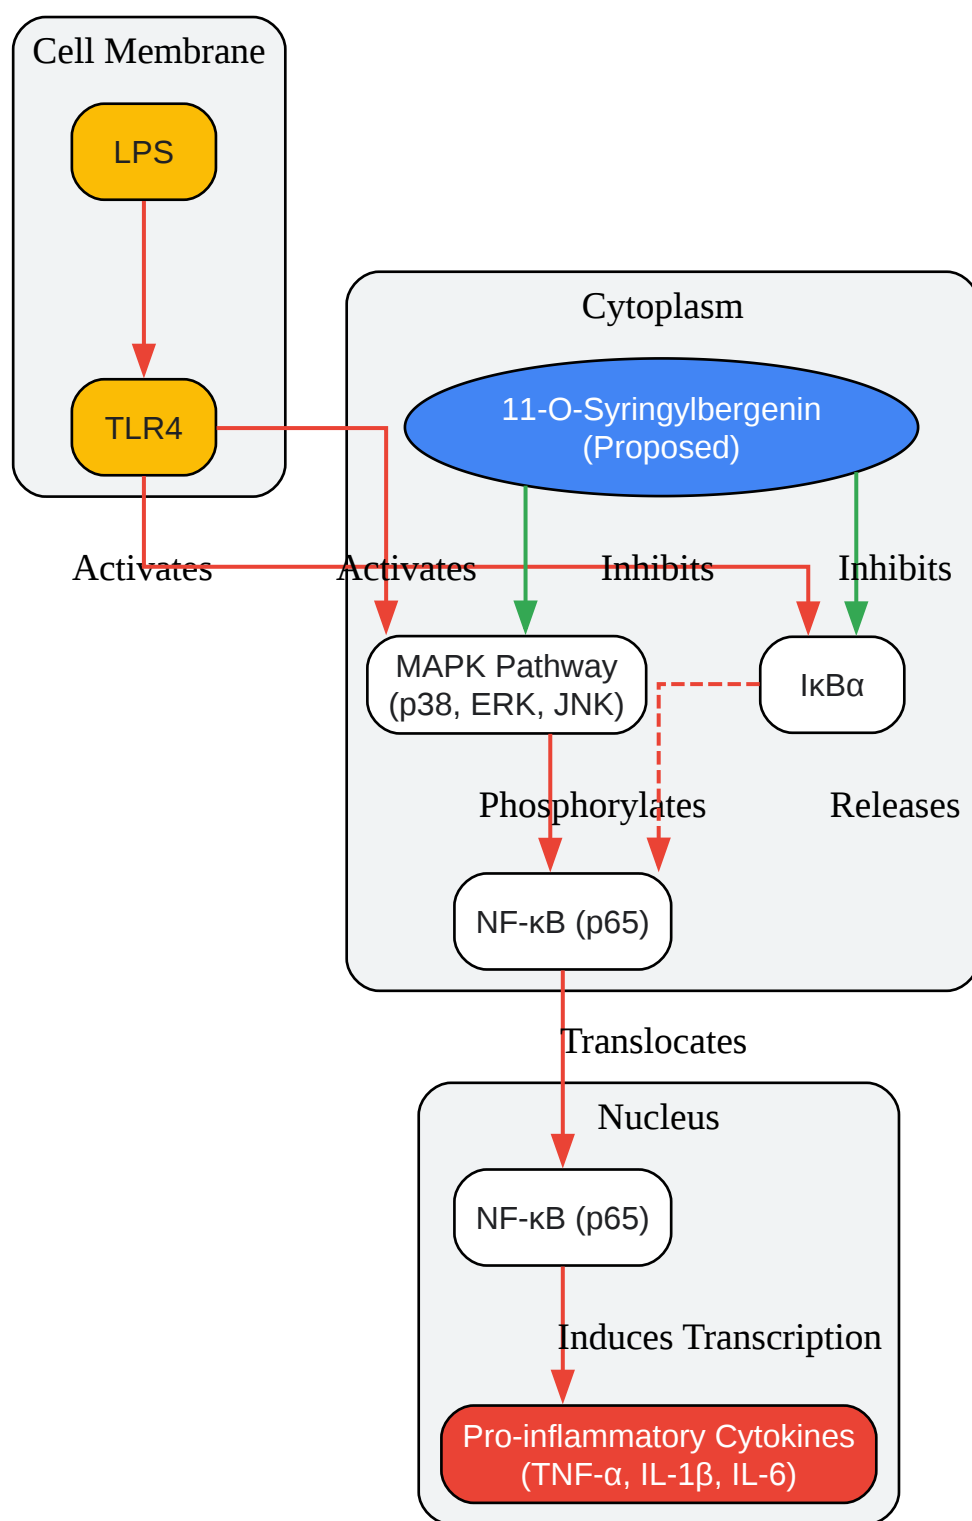 Cell Membrane
LPS
TLR4
Cytoplasm
11-O-Syringylbergenin
(Proposed)
Activates
Activates
Inhibits
Inhibits
MAPK Pathway
(p38, ERK, JNK)
IκBα
Phosphorylates
Releases
NF-κB (p65)
Translocates
Nucleus
NF-κB (p65)
Induces Transcription
Pro-inflammatory Cytokines
(TNF-α, IL-1β, IL-6)